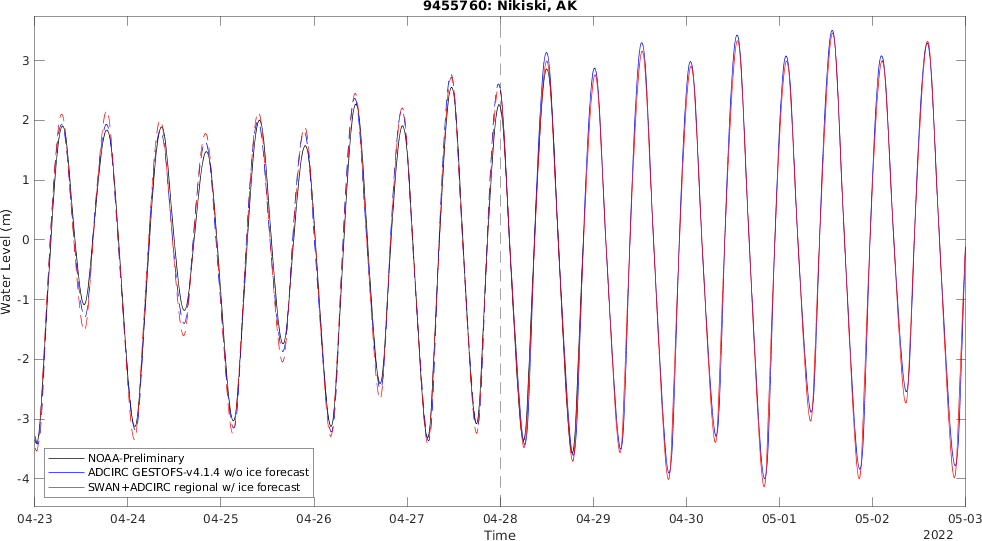 9455760: Nikiski, AK
Water Level (m)
3
2
1
0
-1
-2
-3
-4
NOAA-Preliminary
ADCIRC GESTOFS-v4.1.4 w/o ice forecast
SWAN+ADCIRC regional w/ ice forecast
04-23 04-24 04-25 04-26 04-27 04-28 04-29 04-30 05-01 05-02 05-03
Time
2022